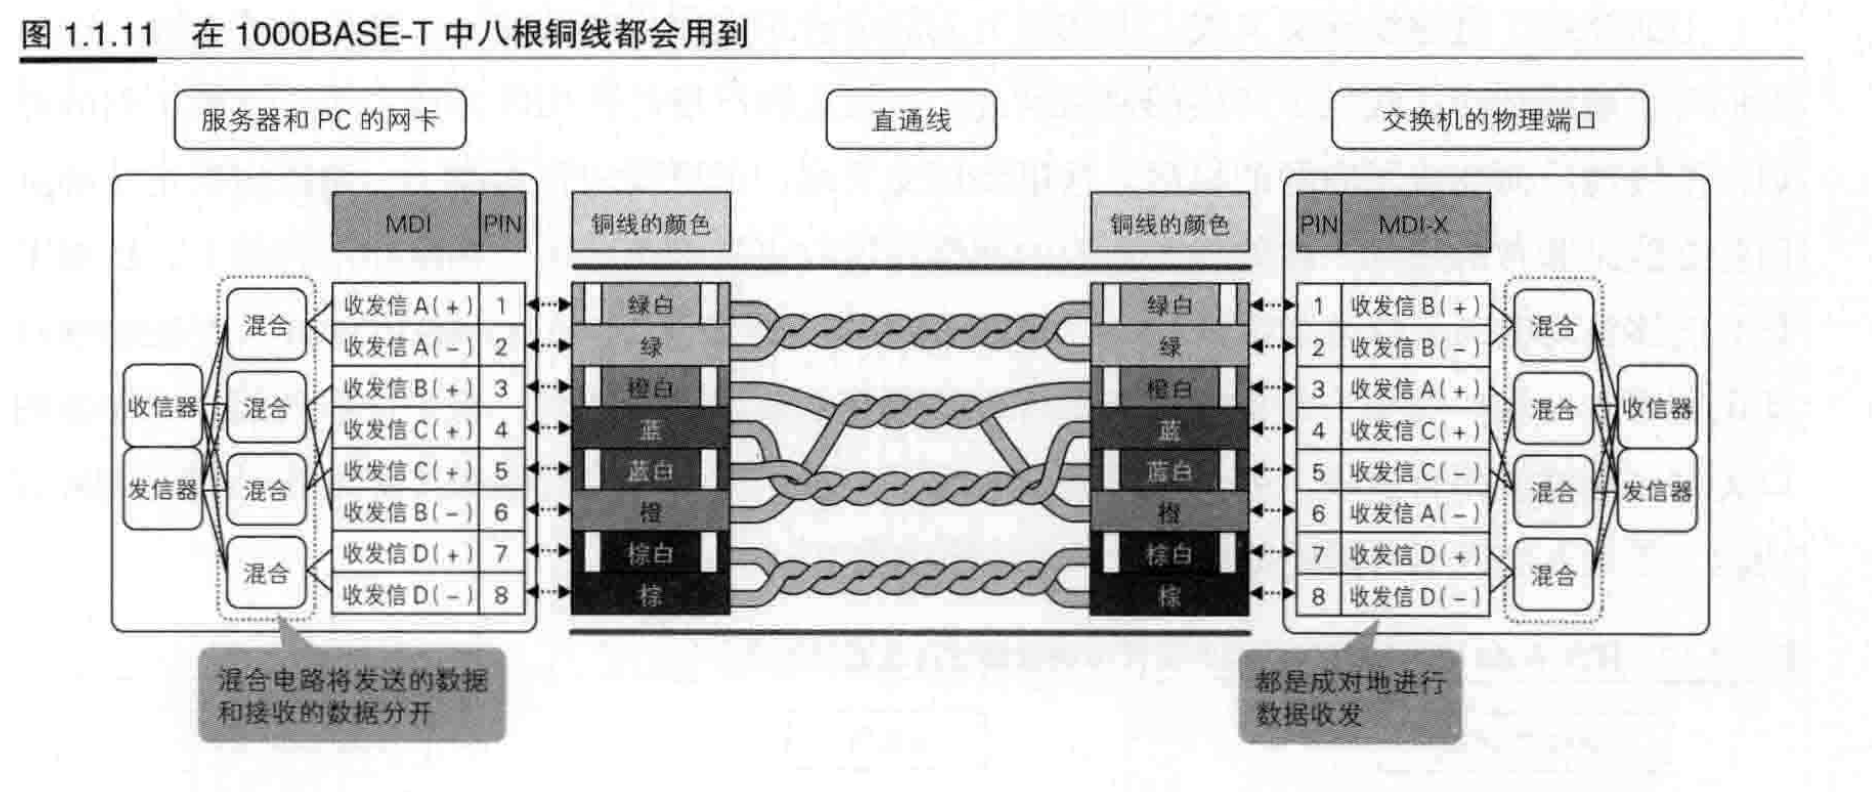 图 1.1.11 在 1000BASE-T 中八根铜线都会用到
服务器和 PC 的网卡
直通线
交换机的物理端口
MDI PIN
铜线的颜色
铜线的颜色
PIN MDI-X
混合
混合
混合
混合
收信器
发信器
收发信 A(+) 1
收发信 A(-) 2
收发信 B(+) 3
收发信 C(+) 4
收发信 C(+) 5
收发信 B(-) 6
收发信 D(+) 7
收发信 D(-) 8
绿白
绿
橙白
蓝
蓝白
橙
棕白
棕
绿白
绿
橙白
蓝
蓝白
橙
棕白
棕
1 收发信 B(+)
2 收发信 B(-)
3 收发信 A(+)
4 收发信 C(+)
5 收发信 C(-)
6 收发信 A(-)
7 收发信 D(+)
8 收发信 D(-)
混合
混合
混合
混合
收信器
发信器
混合电路将发送的数据
和接收的数据分开
都是成对地进行
数据收发